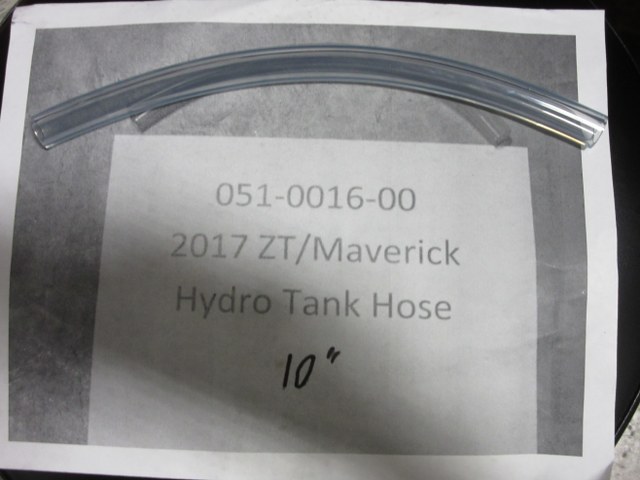 051-0016-00
2017 ZT/Maverick
Hydro Tank Hose
10"